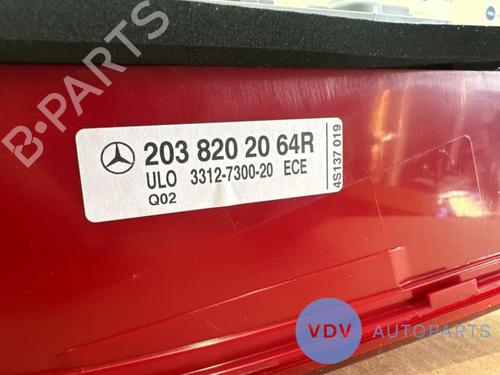 203 820 20 64R
ULO 3312-7300-20 ECE
Q02
4S137 019
B-PARTS
VDV AUTOPARTS